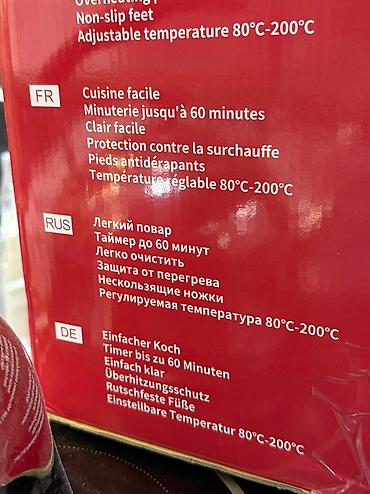 Overheating
Non-slip feet
Adjustable temperature 80°C-200°C
FR
Cuisine facile
Minuterie jusqu'à 60 minutes
Clair facile
Protection contre la surchauffe
Pieds antidérapants
Température réglable 80°C-200°C
RUS
Легкий повар
Таймер до 60 минут
Легко очистить
Защита от перегрева
Нескользящие ножки
Регулируемая температура 80°C-200°C
DE
Einfacher Koch
Timer bis zu 60 Minuten
Einfach klar
Überhitzungsschutz
Rutschfeste Füße
Einstellbare Temperatur 80°C-200°C